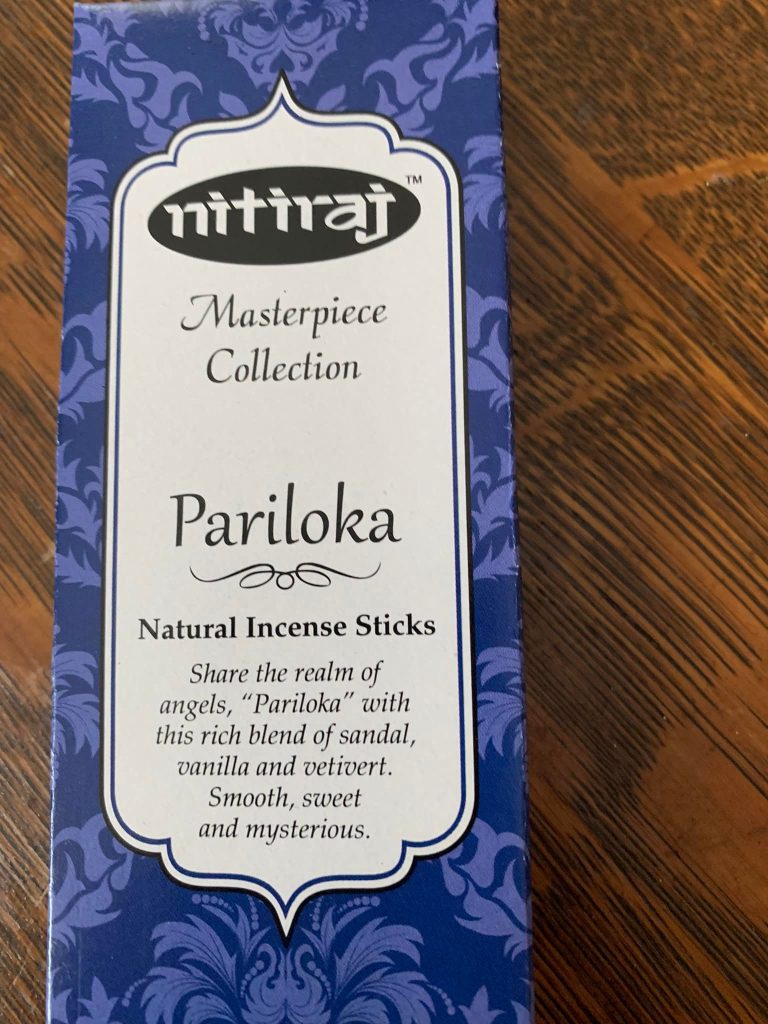 nitiraj™
Masterpiece
Collection
Pariloka
Natural Incense Sticks
Share the realm of
angels, “Pariloka” with
this rich blend of sandal,
vanilla and vetivert.
Smooth, sweet
and mysterious.